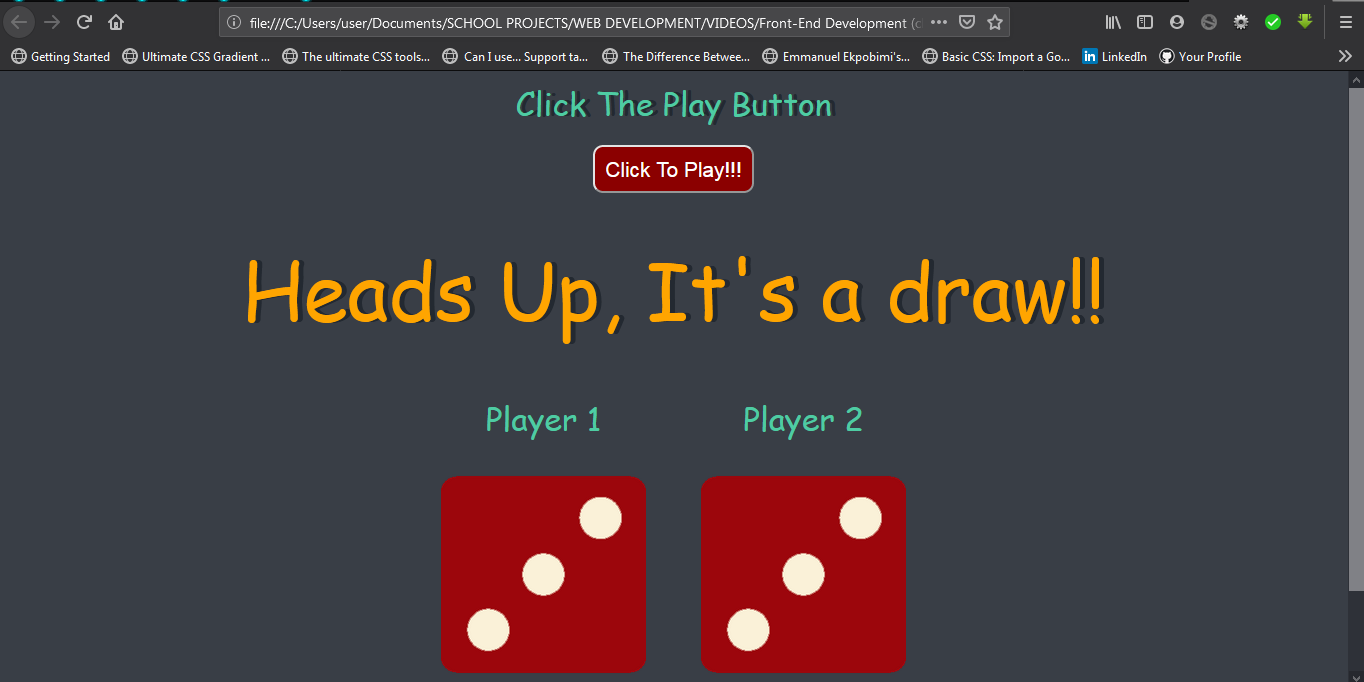 file:///C:/Users/user/Documents/SCHOOL PROJECTS/WEB DEVELOPMENT/VIDEOS/Front-End Development (c
Getting Started
Ultimate CSS Gradient ...
The ultimate CSS tools...
Can I use... Support ta...
The Difference Betwee...
Emmanuel Ekpobimi's...
Basic CSS: Import a Go...
in LinkedIn
Your Profile
Click The Play Button
Click To Play!!!
Heads Up, It's a draw!!
Player 1 Player 2